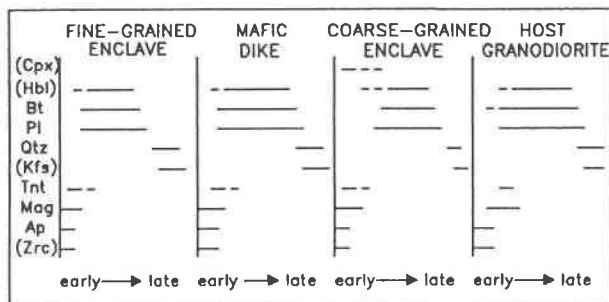 FINE-GRAINED MAFIC COARSE-GRAINED HOST
ENCLAVE DIKE ENCLAVE GRANODIORITE
(Cpx)
(Hbl)
Bt
Pl
Qtz
(Kfs)
Tnt
Mag
Ap
(Zrc)
early late early late early late early late